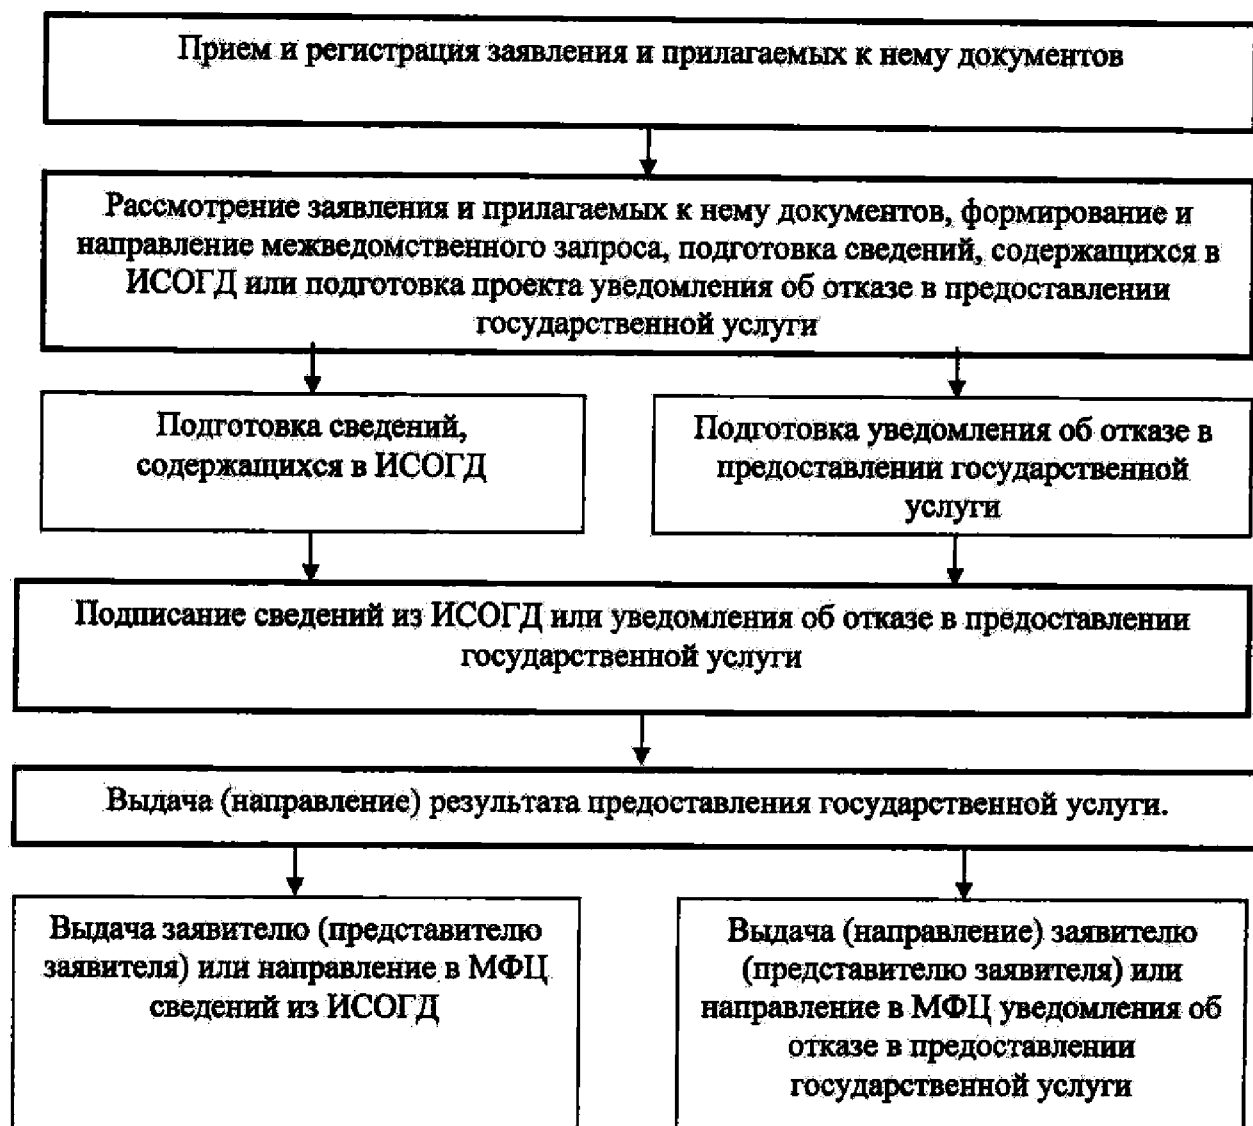 Прием и регистрация заявления и прилагаемых к нему документов
Рассмотрение заявления и прилагаемых к нему документов, формирование и
направление межведомственного запроса, подготовка сведений, содержащихся в
ИСОГД или подготовка проекта уведомления об отказе в предоставлении
государственной услуги
Подготовка сведений,
содержащихся в ИСОГД
Подготовка уведомления об отказе в
предоставлении государственной
услуги
Подписание сведений из ИСОГД или уведомления об отказе в предоставлении
государственной услуги
Выдача (направление) результата предоставления государственной услуги.
Выдача заявителю (представителю
заявителя) или направление в МФЦ
сведений из ИСОГД
Выдача (направление) заявителю
(представителю заявителя) или
направление в МФЦ уведомления об
отказе в предоставлении
государственной услуги